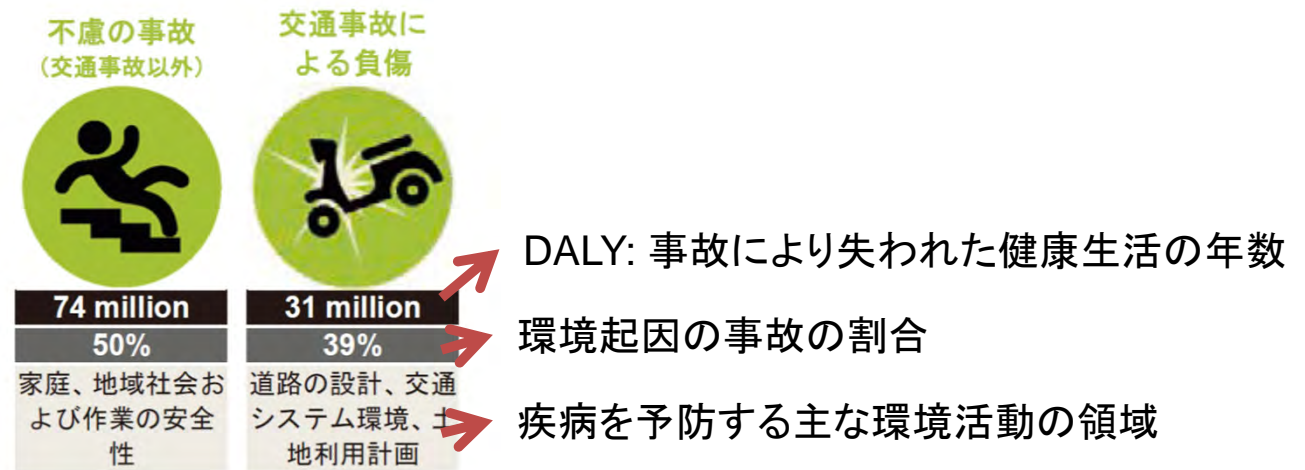 不慮の事故
（交通事故以外）
74 million
50%
家庭、地域社会お
よび作業の安全
性
交通事故に
よる負傷
31 million
39%
道路の設計、交通
システム環境、土
地利用計画
DALY: 事故により失われた健康生活の年数
環境起因の事故の割合
疾病を予防する主な環境活動の領域